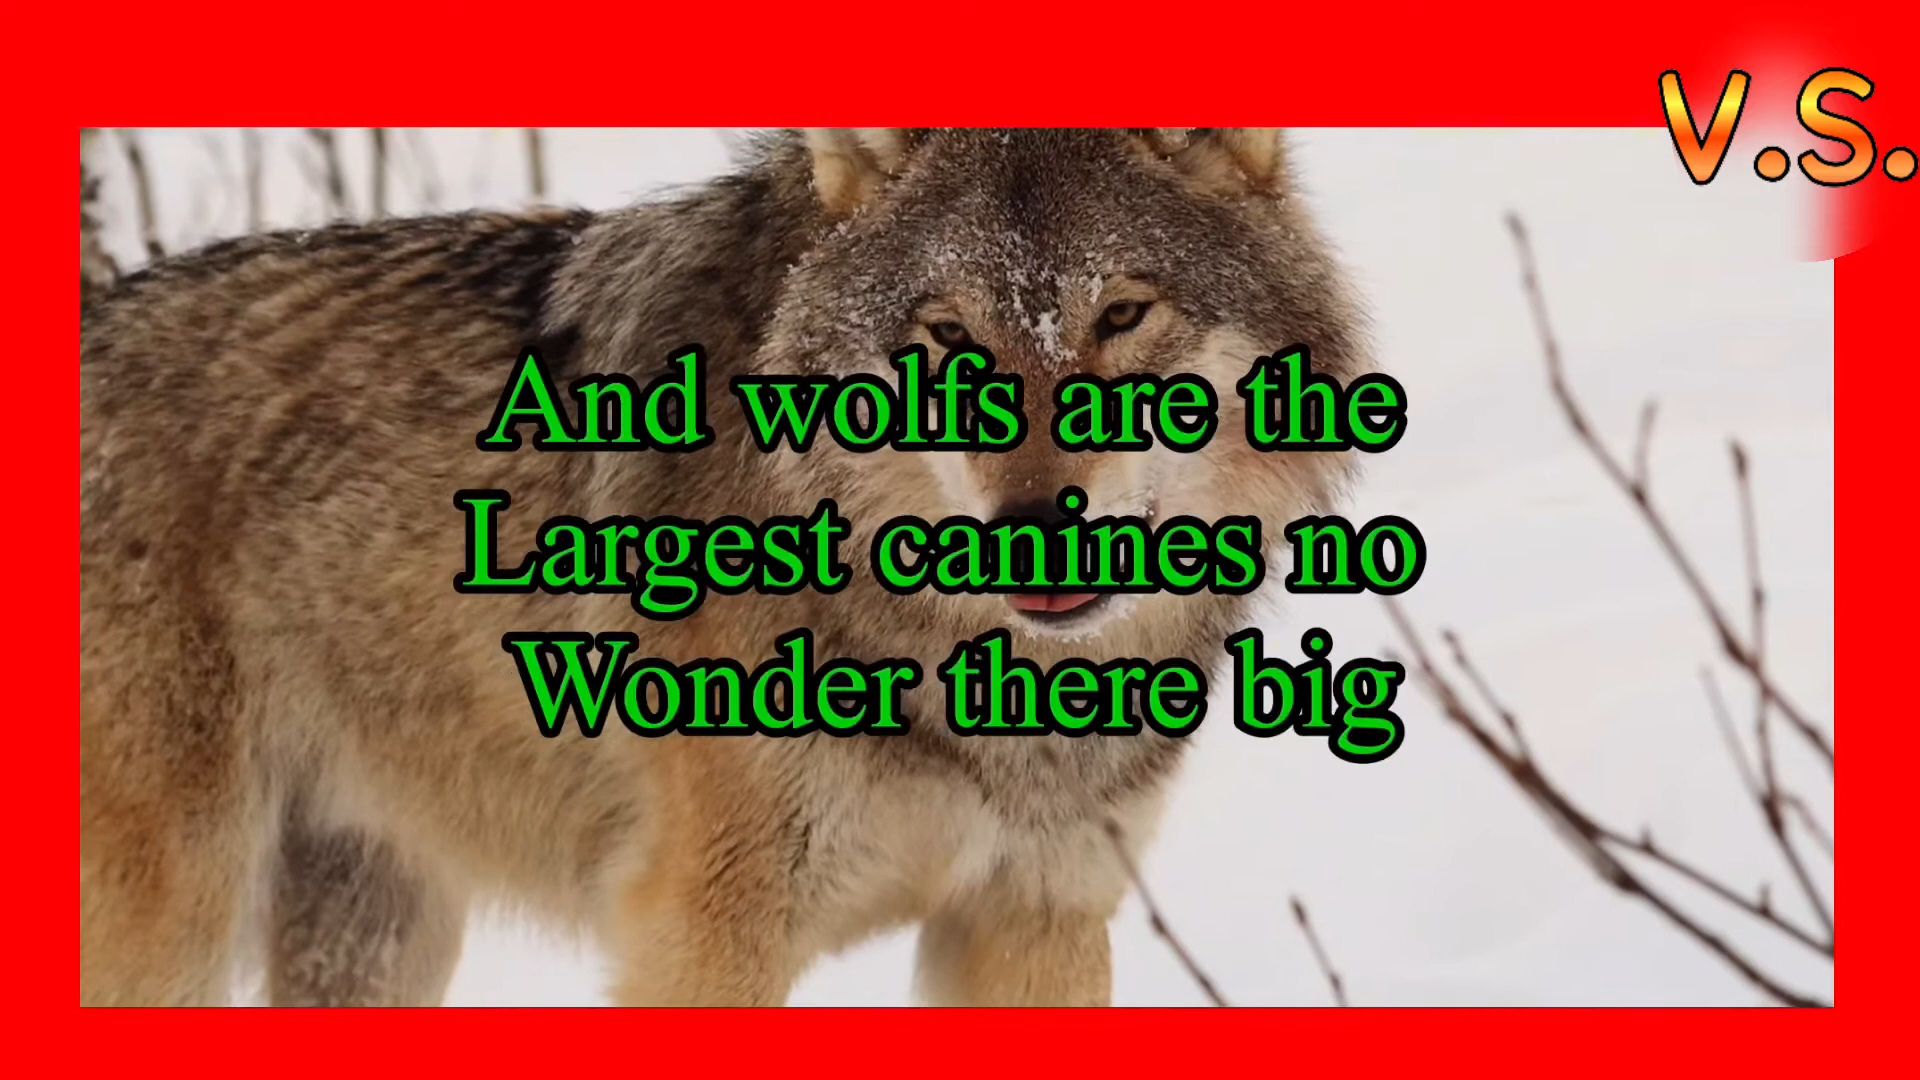 V.S.
And wolfs are the
Largest canines no
Wonder there big